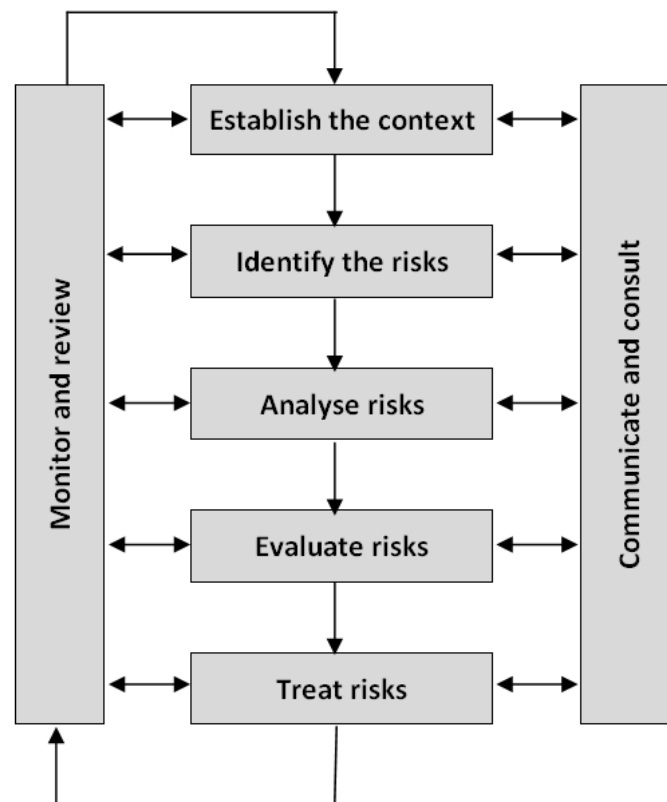 Establish the context
Identify the risks
Analyse risks
Evaluate risks
Treat risks
Monitor and review
Communicate and consult